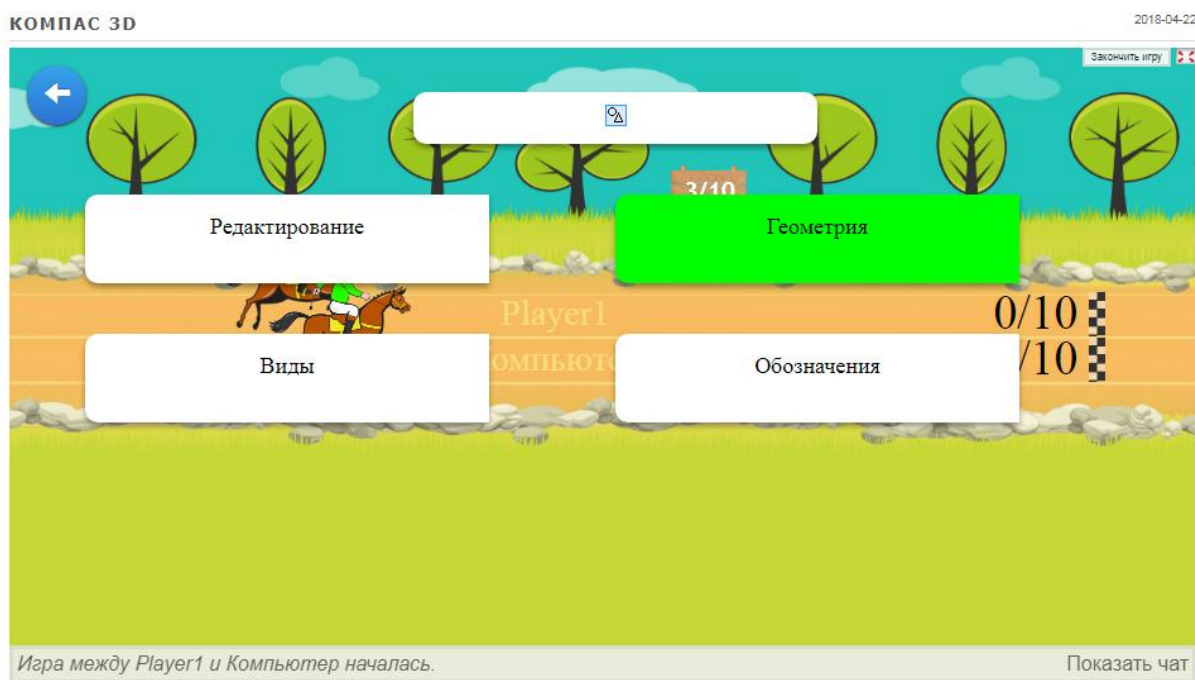 КОМПАС 3D
2018-04-22
Закончить игру
3/10
Редактирование
Геометрия
Player1
0/10
Виды
Обозначения
/10
Игра между Player1 и Компьютер началась.
Показать чат